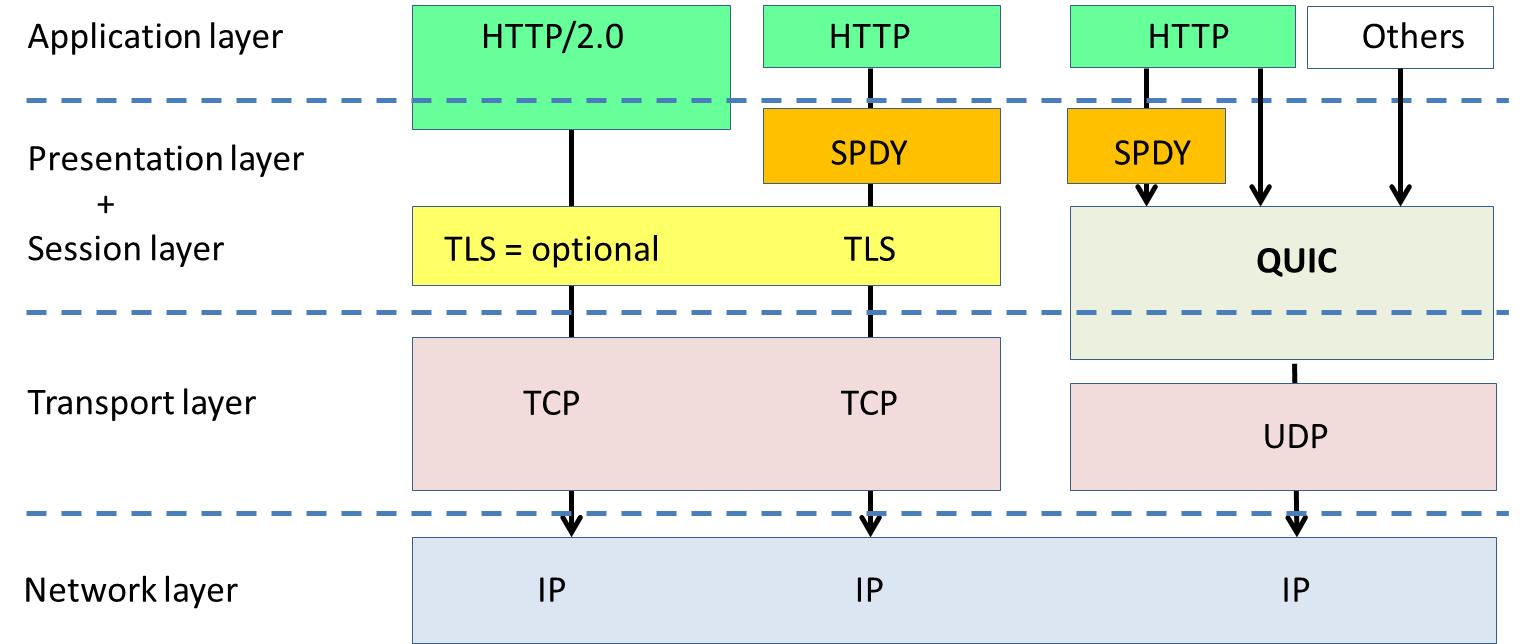 Application layer
HTTP/2.0
HTTP
HTTP
Others
Presentation layer
+
Session layer
SPDY
SPDY
TLS = optional
TLS
QUIC
Transport layer
TCP
TCP
UDP
Network layer
IP
IP
IP